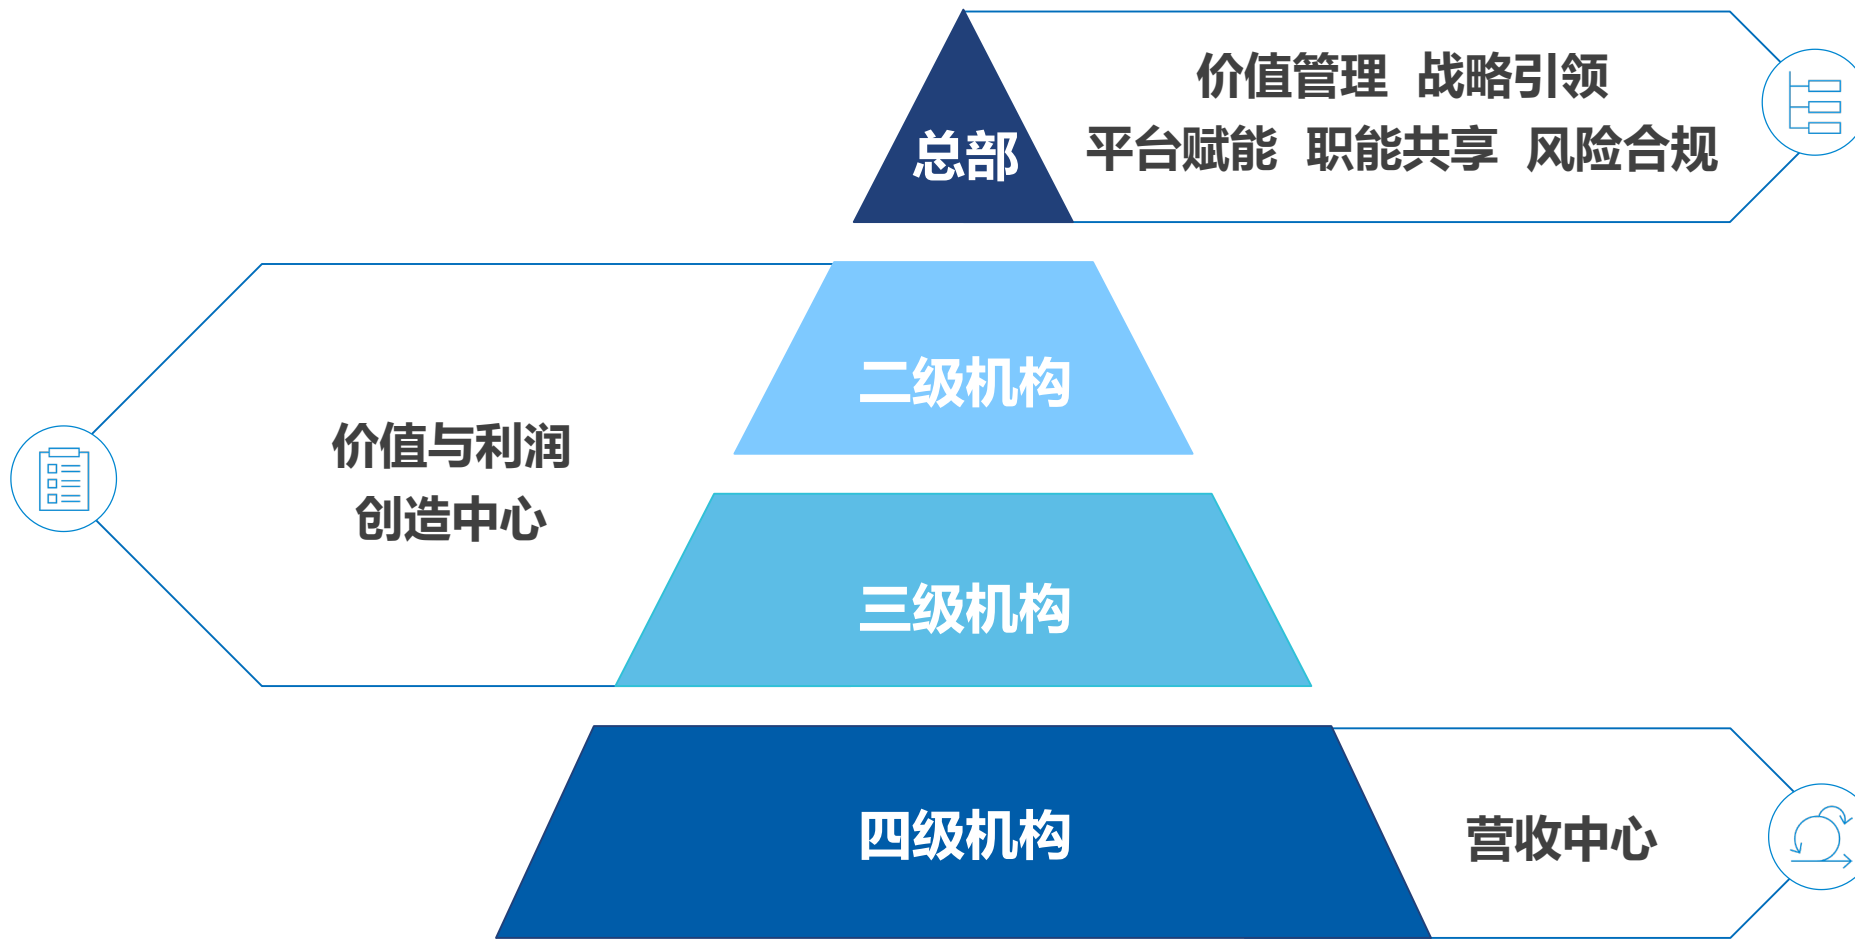 价值管理 战略引领
平台赋能 职能共享 风险合规
总部
二级机构
价值与利润
创造中心
三级机构
四级机构
营收中心